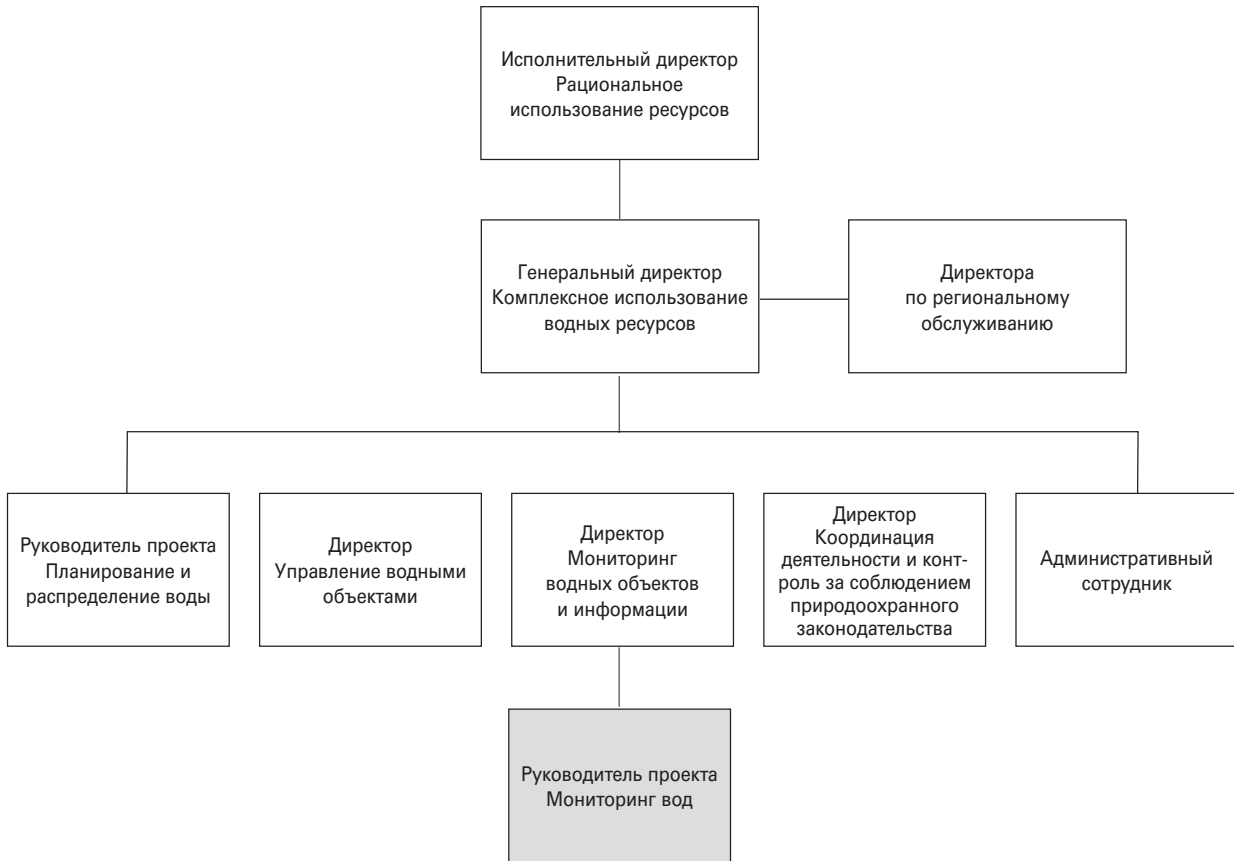 Исполнительный директор
Рациональное
использование ресурсов
Генеральный директор
Комплексное использование
водных ресурсов
Директора
по региональному
обслуживанию
Руководитель проекта
Планирование и
распределение воды
Директор
Управление водными
объектами
Директор
Мониторинг
водных объектов
и информации
Директор
Координация
деятельности и конт-
роль за соблюдением
природоохранного
законодательства
Административный
сотрудник
Руководитель проекта
Мониторинг вод